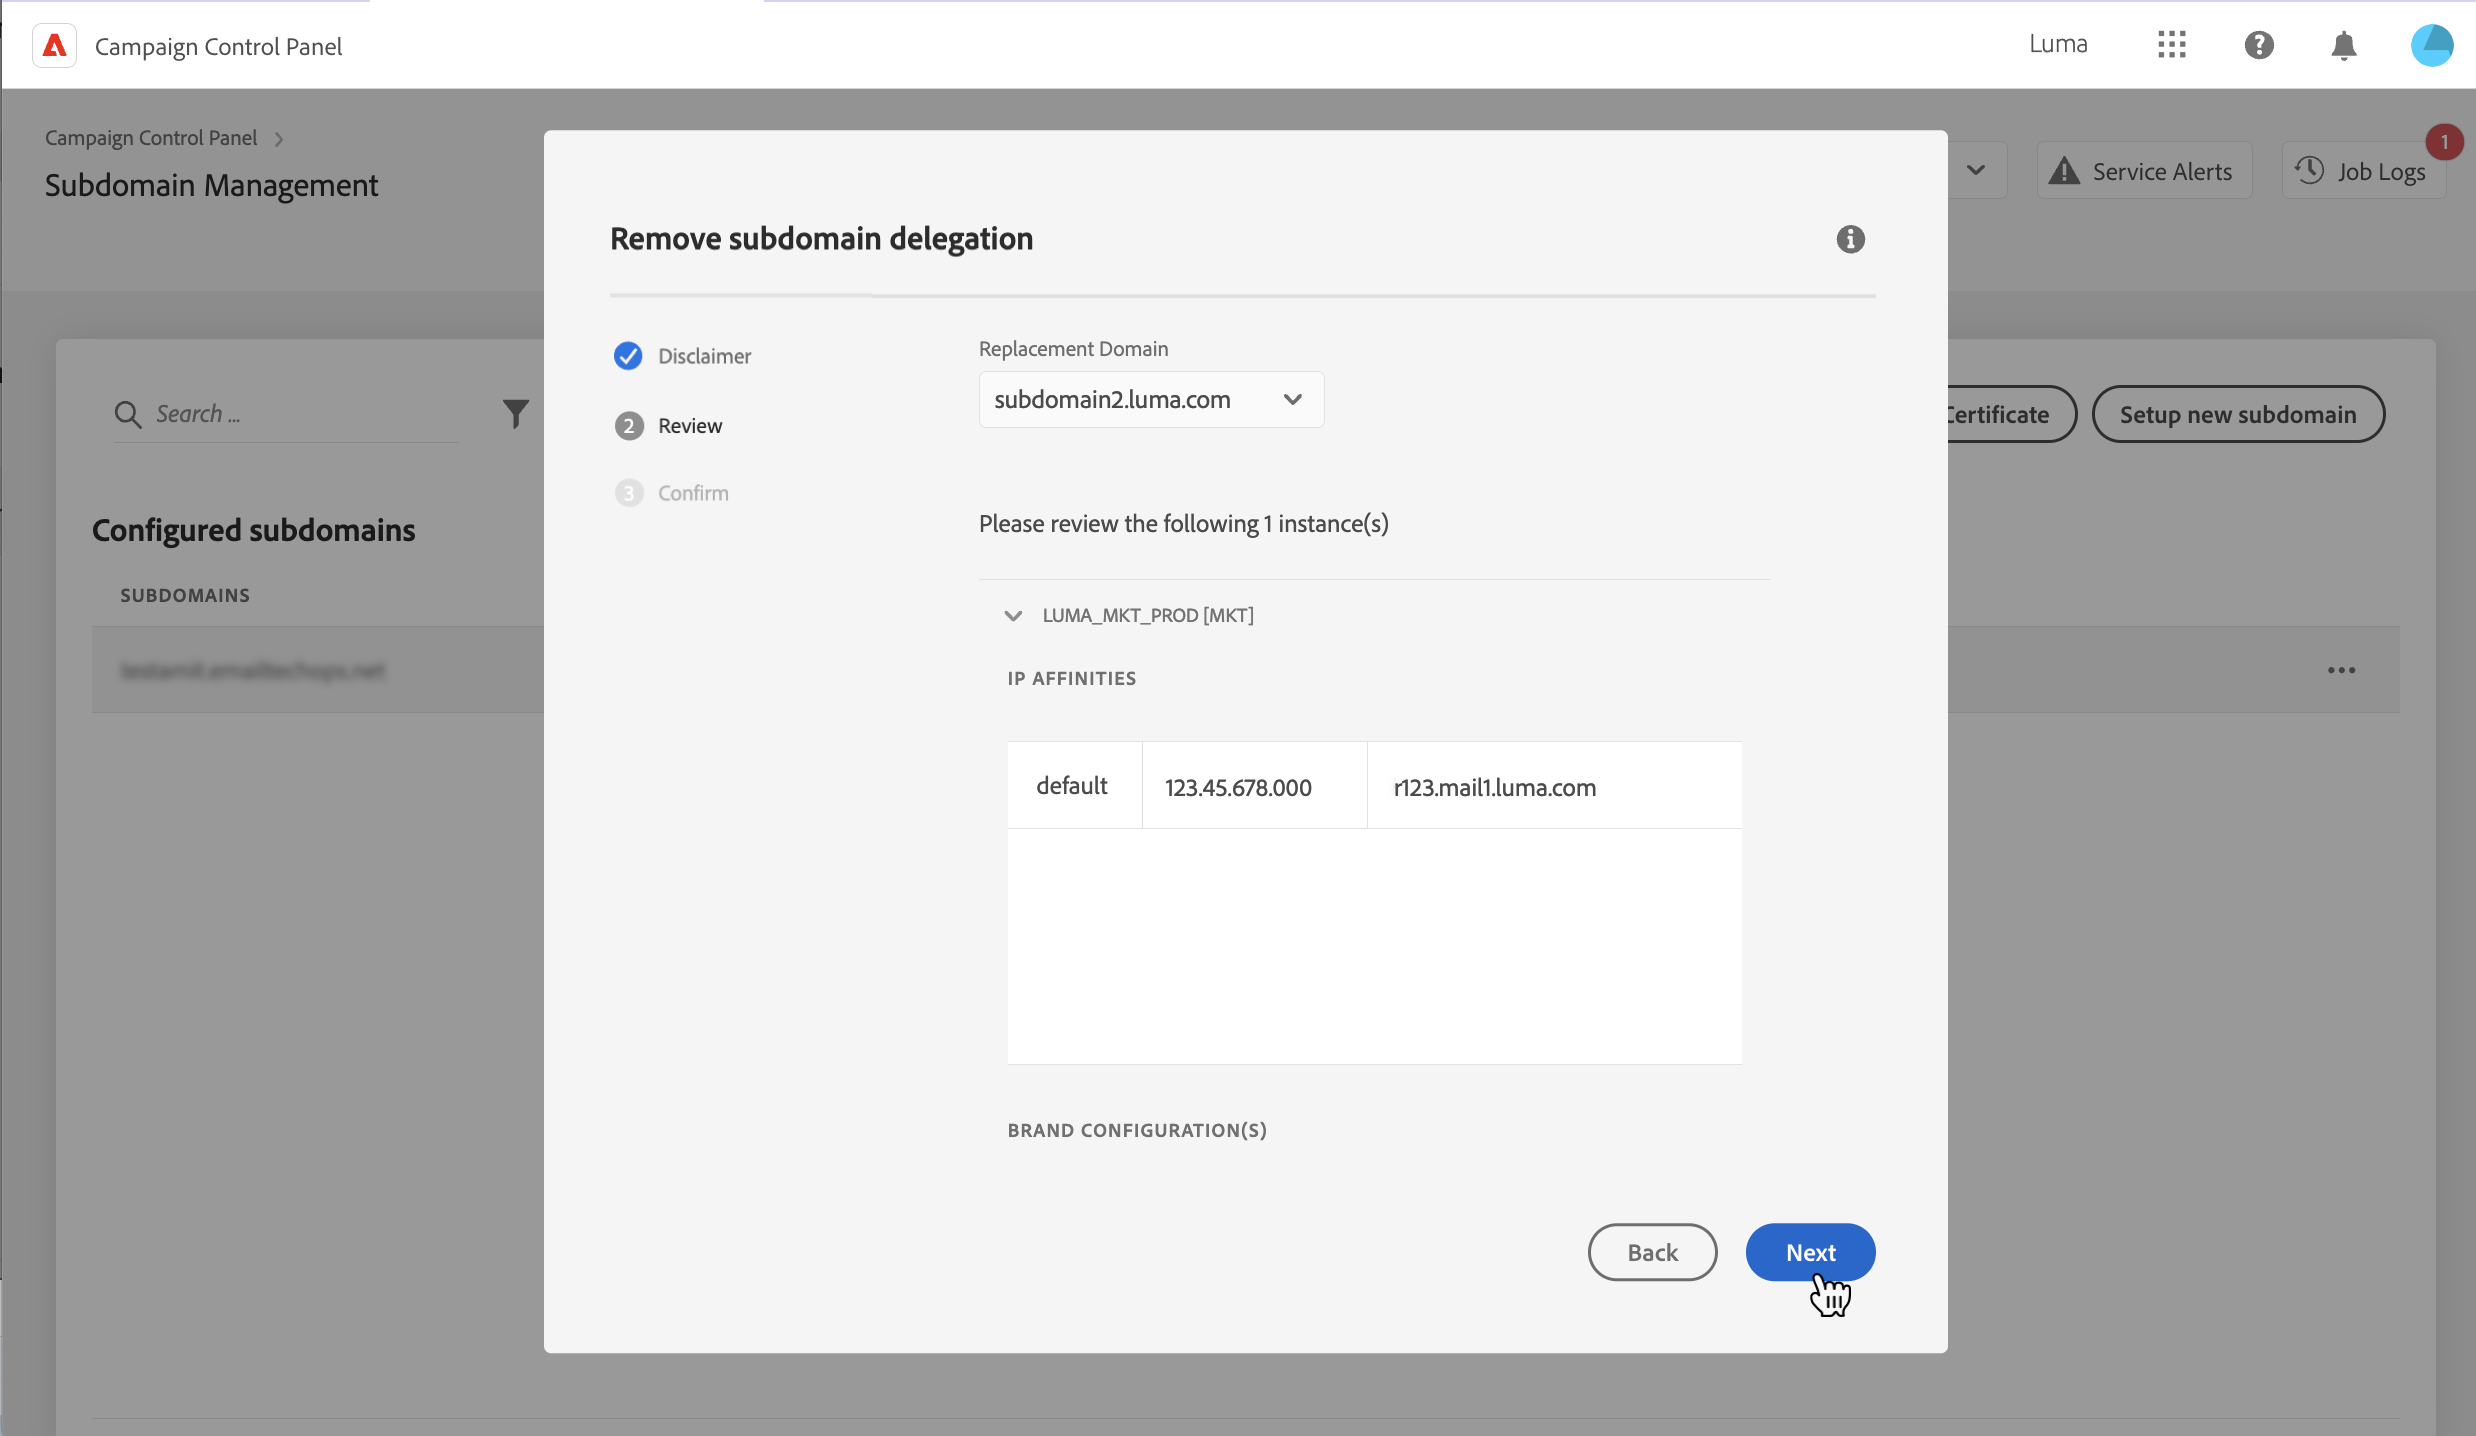 Campaign Control Panel
Luma
Campaign Control Panel
Subdomain Management
Service Alerts
Job Logs
1
Remove subdomain delegation
Disclaimer
2 Review
3 Confirm
Replacement Domain
subdomain2.luma.com
Search ...
Certificate
Setup new subdomain
Configured subdomains
SUBDOMAINS
Please review the following 1 instance(s)
LUMA_MKT_PROD [MKT]
IP AFFINITIES
default
123.45.678.000
r123.mail1.luma.com
BRAND CONFIGURATION(S)
Back
Next